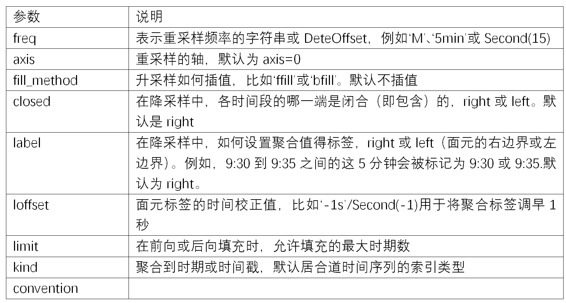 参数 说明
freq 表示重采样频率的字符串或 DeteOffset，例如‘M’、‘5min’或 Second(15)
axis 重采样的轴，默认为 axis=0
fill_method 升采样如何插值，比如‘ffill’或‘bfill’。默认不插值
closed 在降采样中，各时间段的哪一端是闭合（即包含）的，right 或 left。默
认是 right
label 在降采样中，如何设置聚合值得标签，right 或 left（面元的右边界或左
边界）。例如，9:30 到 9:35 之间的这 5 分钟会被标记为 9:30 或 9:35.默
认为 right。
loffset 面元标签的时间校正值，比如‘-1s’/Second(-1)用于将聚合标签调早 1
秒
limit 在前向或后向填充时，允许填充的最大时期数
kind 聚合到时期或时间戳，默认居合道时间序列的索引类型
convention